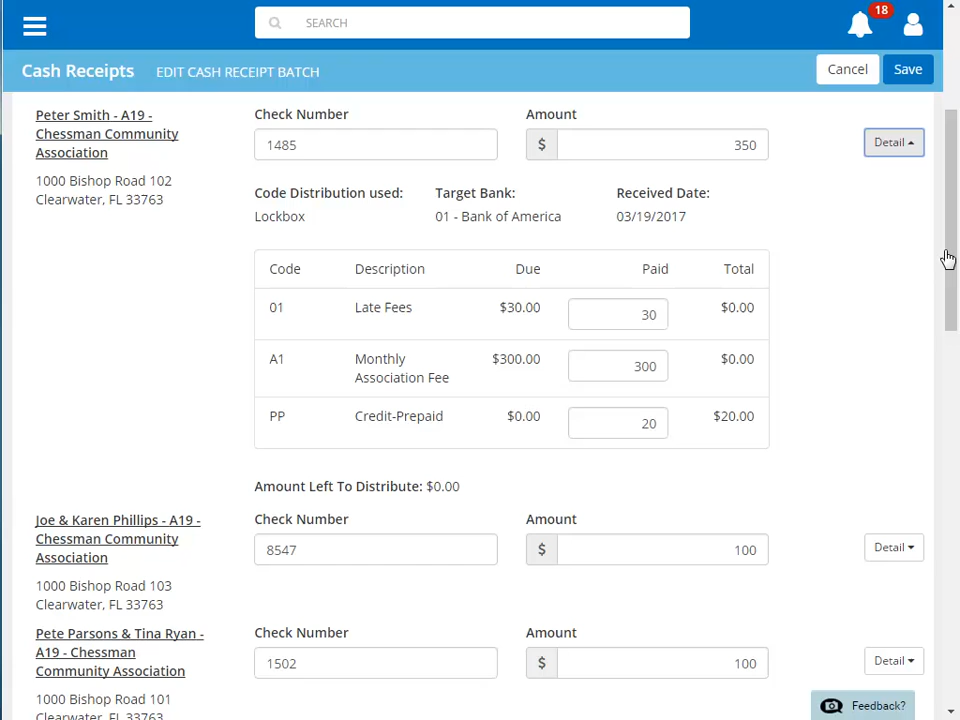 SEARCH
18
Cash Receipts EDIT CASH RECEIPT BATCH Cancel Save
Peter Smith - A19 -
Chessman Community
Association
1000 Bishop Road 102
Clearwater, FL 33763
Check Number Amount
1485 $ 350 Detail
Code Distribution used: Target Bank: Received Date:
Lockbox 01 - Bank of America 03/19/2017
Code Description Due Paid Total
01 Late Fees $30.00 30 $0.00
A1 Monthly
Association Fee $300.00 300 $0.00
PP Credit-Prepaid $0.00 20 $20.00
Amount Left To Distribute: $0.00
Joe & Karen Phillips - A19 -
Chessman Community
Association
1000 Bishop Road 103
Clearwater, FL 33763
Check Number Amount
8547 $ 100 Detail
Pete Parsons & Tina Ryan -
A19 - Chessman
Community Association
1000 Bishop Road 101
Clearwater, FL 33763
Check Number Amount
1502 $ 100 Detail
Feedback?